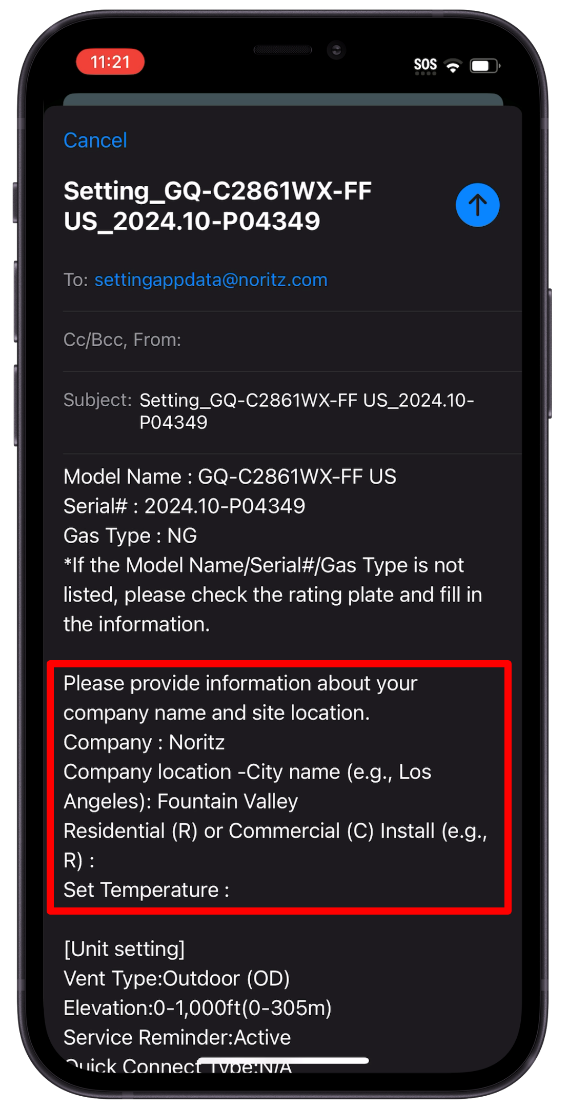 11:21
SOS
Cancel
Setting_GQ-C2861WX-FF
US_2024.10-P04349
To: settingappdata@noritz.com
Cc/Bcc, From:
Subject: Setting_GQ-C2861WX-FF US_2024.10-
P04349
Model Name : GQ-C2861WX-FF US
Serial# : 2024.10-P04349
Gas Type : NG
*If the Model Name/Serial#/Gas Type is not
listed, please check the rating plate and fill in
the information.
Please provide information about your
company name and site location.
Company : Noritz
Company location -City name (e.g., Los
Angeles): Fountain Valley
Residential (R) or Commercial (C) Install (e.g.,
R) :
Set Temperature :
[Unit setting]
Vent Type:Outdoor (OD)
Elevation:0-1,000ft(0-305m)
Service Reminder:Active
Quick Connect Type:N/A